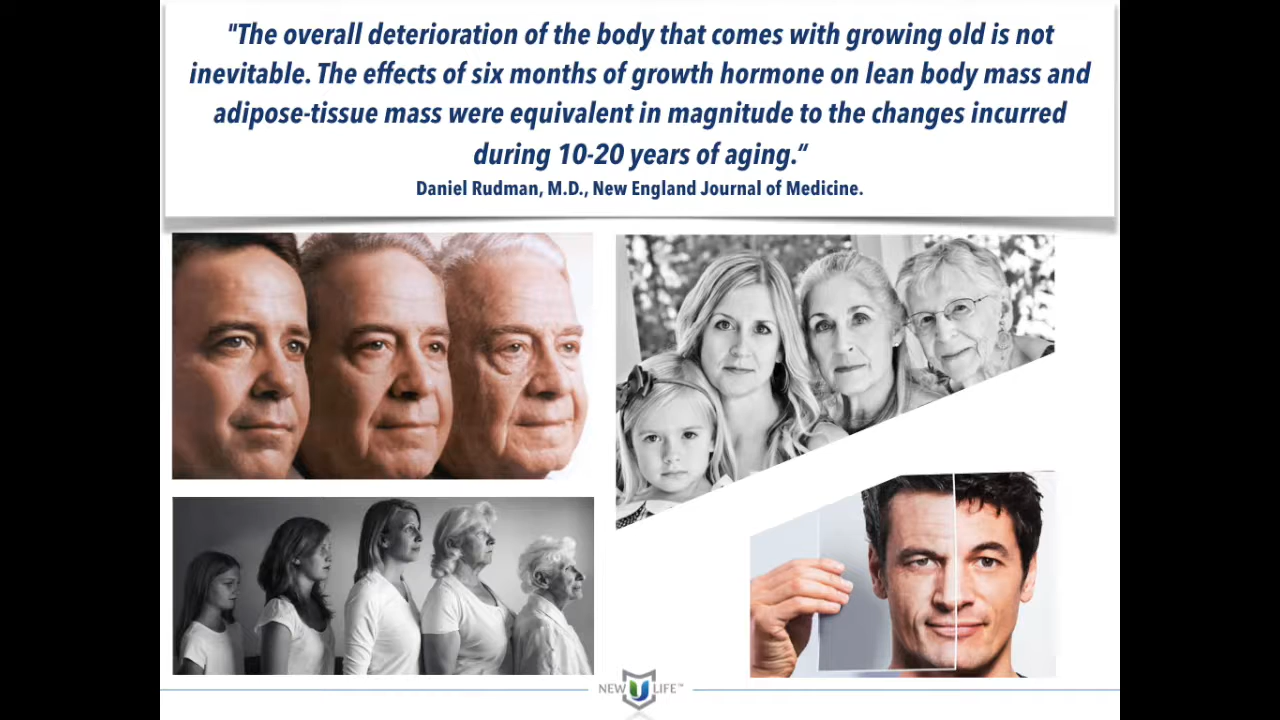 "The overall deterioration of the body that comes with growing old is not
inevitable. The effects of six months of growth hormone on lean body mass and
adipose-tissue mass were equivalent in magnitude to the changes incurred
during 10-20 years of aging.“
Daniel Rudman, M.D., New England Journal of Medicine.
NEW U LIFE™